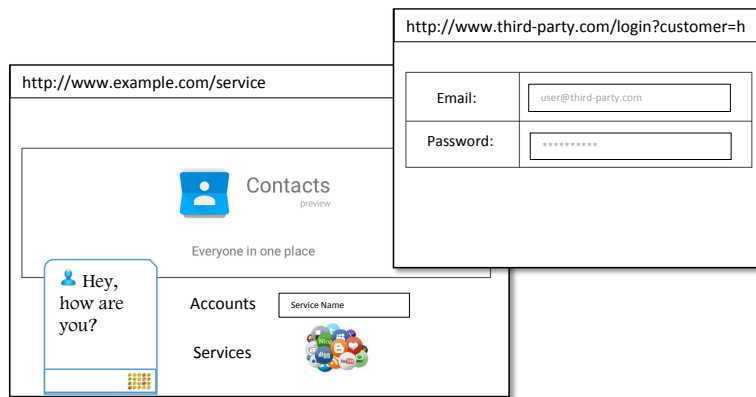 http://www.third-party.com/login?customer=h
Email:
user@third-party.com
Password:
**********
http://www.example.com/service
Contacts
preview
Everyone in one place
Hey,
how are
you?
Accounts
Service Name
Services
digg